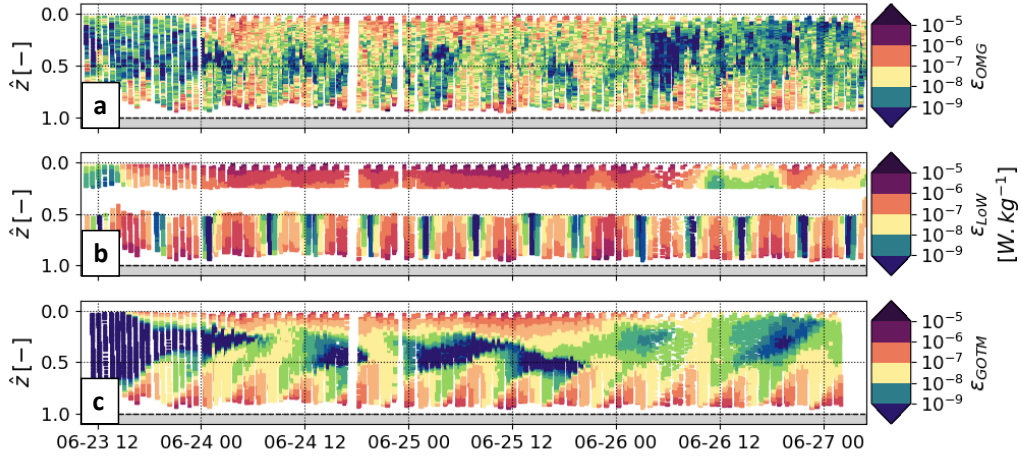 0.0
0.5
1.0
ẑ [−]
a
10⁻⁵
10⁻⁶
10⁻⁷
10⁻⁸
10⁻⁹
ε_OMG
0.0
0.5
1.0
ẑ [−]
b
10⁻⁵
10⁻⁶
10⁻⁷
10⁻⁸
10⁻⁹
ε_LoW
[W.kg⁻¹]
0.0
0.5
1.0
ẑ [−]
c
10⁻⁵
10⁻⁶
10⁻⁷
10⁻⁸
10⁻⁹
ε_GOTM
06-23 12 06-24 00 06-24 12 06-25 00 06-25 12 06-26 00 06-26 12 06-27 00